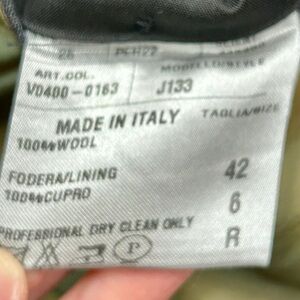 ART.COL. MODELLO/STYLE
V0400-0163 J133
MADE IN ITALY TAGLIA/SIZE
100%WOOL
FODERA/LINING 42
100%CUPRO 6
PROFESSIONAL DRY CLEAN ONLY R
P